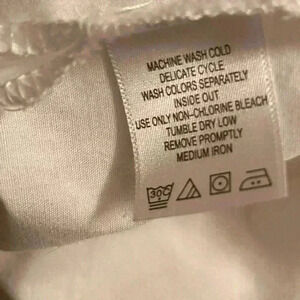 MACHINE WASH COLD
DELICATE CYCLE
WASH COLORS SEPARATELY
INSIDE OUT
USE ONLY NON-CHLORINE BLEACH
TUMBLE DRY LOW
REMOVE PROMPTLY
MEDIUM IRON
30C